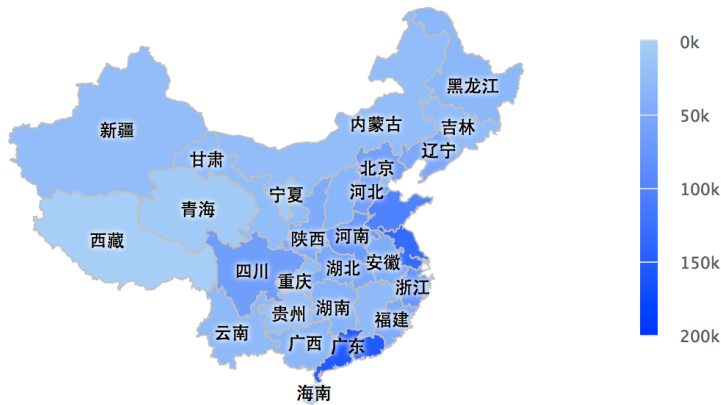 黑龙江
内蒙古
吉林
新疆
辽宁
甘肃
北京
宁夏
河北
青海
西藏
陕西
河南
四川
湖北
安徽
重庆
浙江
贵州
湖南
福建
云南
广西
广东
海南
0k
50k
100k
150k
200k